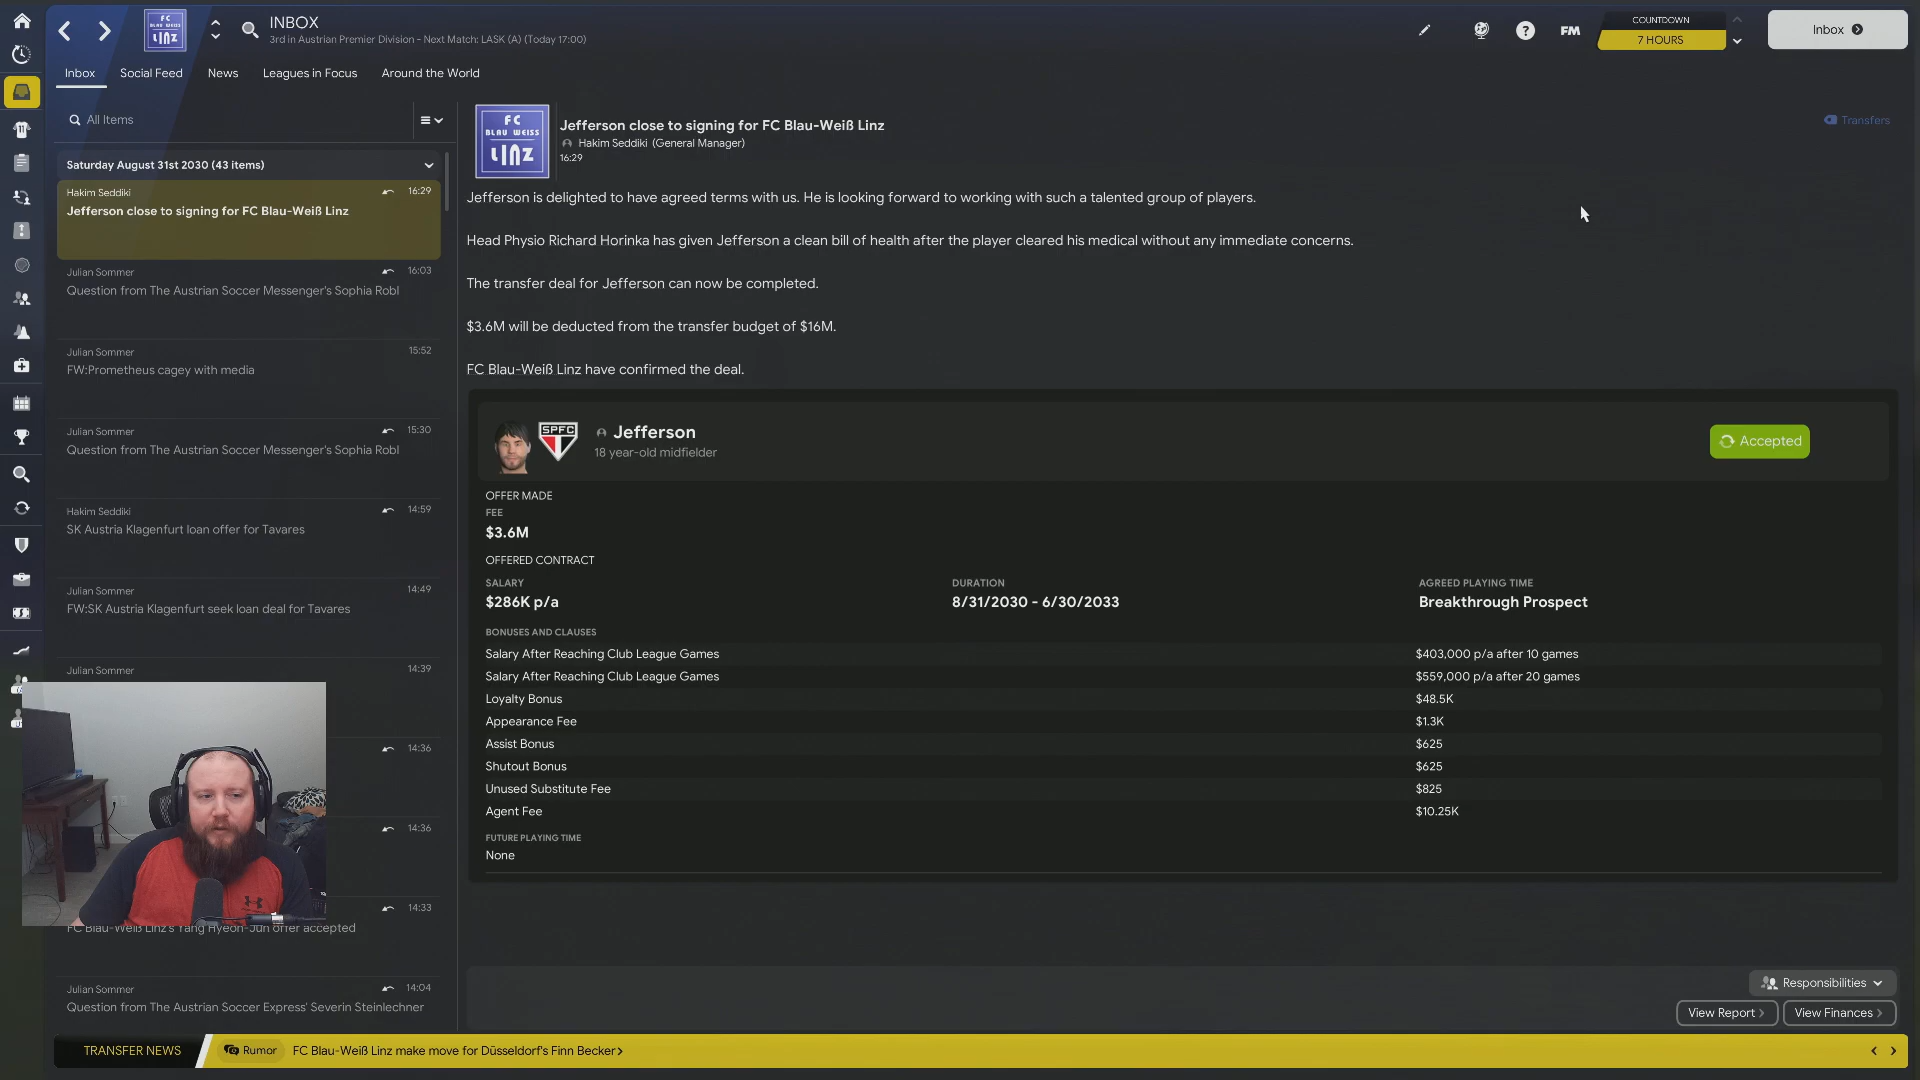 FC
BLAU WEISS
LINZ
INBOX
3rd in Austrian Premier Division - Next Match: LASK (A) (Today 17:00)
FM
COUNTDOWN
7 HOURS
Inbox
Inbox
Social Feed
News
Leagues in Focus
Around the World
All Items
FC
BLAU WEISS
LINZ
Jefferson close to signing for FC Blau-Weiß Linz
Hakim Seddiki (General Manager)
16:29
Transfers
Saturday August 31st 2030 (43 items)
Hakim Seddiki
16:29
Jefferson close to signing for FC Blau-Weiß Linz
Julian Sommer
16:03
Question from The Austrian Soccer Messenger's Sophia Robl
Julian Sommer
15:52
FW:Prometheus cagey with media
Julian Sommer
15:30
Question from The Austrian Soccer Messenger's Sophia Robl
Hakim Seddiki
14:59
SK Austria Klagenfurt loan offer for Tavares
Julian Sommer
14:49
FW:SK Austria Klagenfurt seek loan deal for Tavares
Julian Sommer
14:39
14:36
14:36
14:33
FC Blau-Weiß Linz's Yang Hyeon-Jun offer accepted
Julian Sommer
14:04
Question from The Austrian Soccer Express' Severin Steinlechner
Jefferson is delighted to have agreed terms with us. He is looking forward to working with such a talented group of players.
Head Physio Richard Horinka has given Jefferson a clean bill of health after the player cleared his medical without any immediate concerns.
The transfer deal for Jefferson can now be completed.
$3.6M will be deducted from the transfer budget of $16M.
FC Blau-Weiß Linz have confirmed the deal.
SPFC
Jefferson
18 year-old midfielder
Accepted
OFFER MADE
FEE
$3.6M
OFFERED CONTRACT
SALARY
DURATION
AGREED PLAYING TIME
$286K p/a
8/31/2030 - 6/30/2033
Breakthrough Prospect
BONUSES AND CLAUSES
Salary After Reaching Club League Games
$403,000 p/a after 10 games
Salary After Reaching Club League Games
$559,000 p/a after 20 games
Loyalty Bonus
$48.5K
Appearance Fee
$1.3K
Assist Bonus
$625
Shutout Bonus
$625
Unused Substitute Fee
$825
Agent Fee
$10.25K
FUTURE PLAYING TIME
None
Responsibilities
View Report
View Finances
TRANSFER NEWS
Rumor
FC Blau-Weiß Linz make move for Düsseldorf's Finn Becker